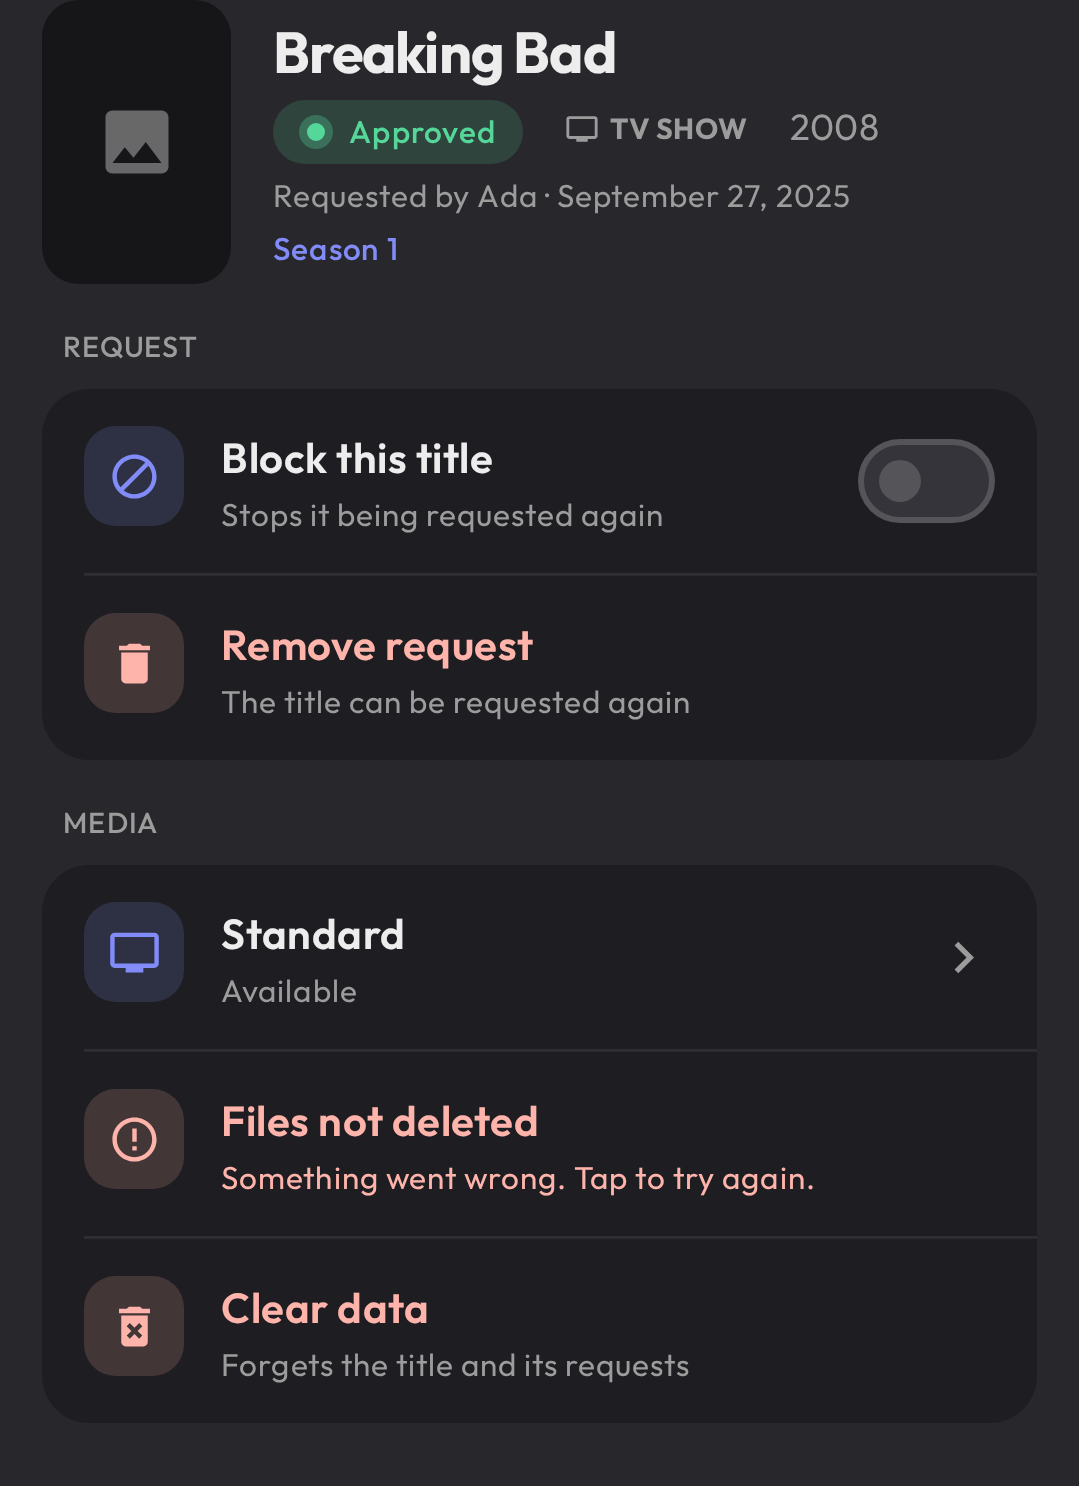 Breaking Bad
Approved
TV SHOW
2008
Requested by Ada · September 27, 2025
Season 1
REQUEST
Block this title
Stops it being requested again
Remove request
The title can be requested again
MEDIA
Standard
Available
Files not deleted
Something went wrong. Tap to try again.
Clear data
Forgets the title and its requests